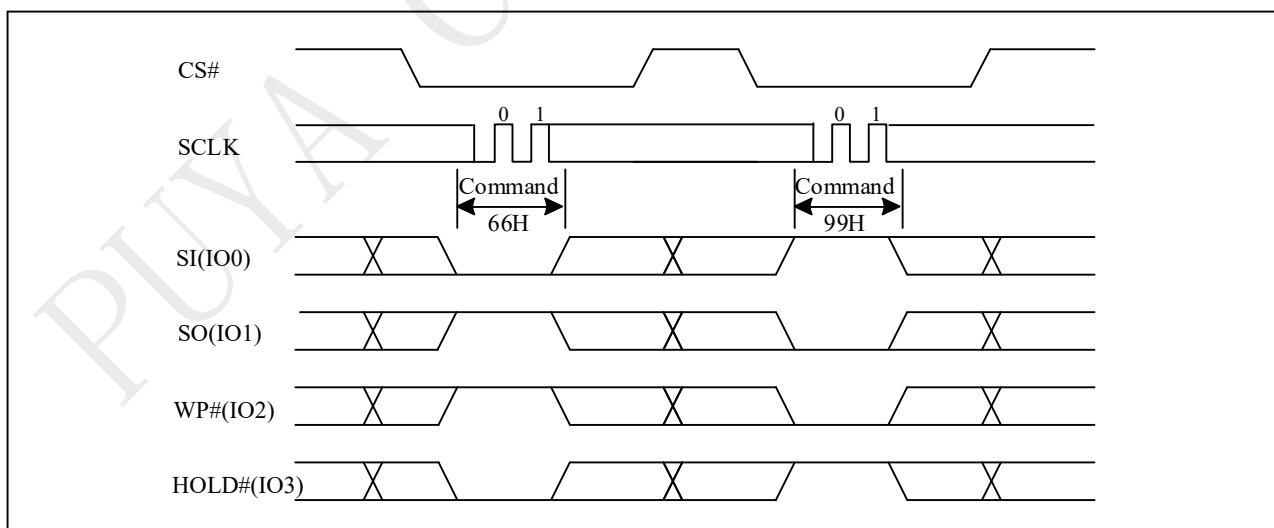 CS#
0 1 0 1
SCLK
Command Command
66H 99H
SI(IO0)
SO(IO1)
WP#(IO2)
HOLD#(IO3)
PUYA